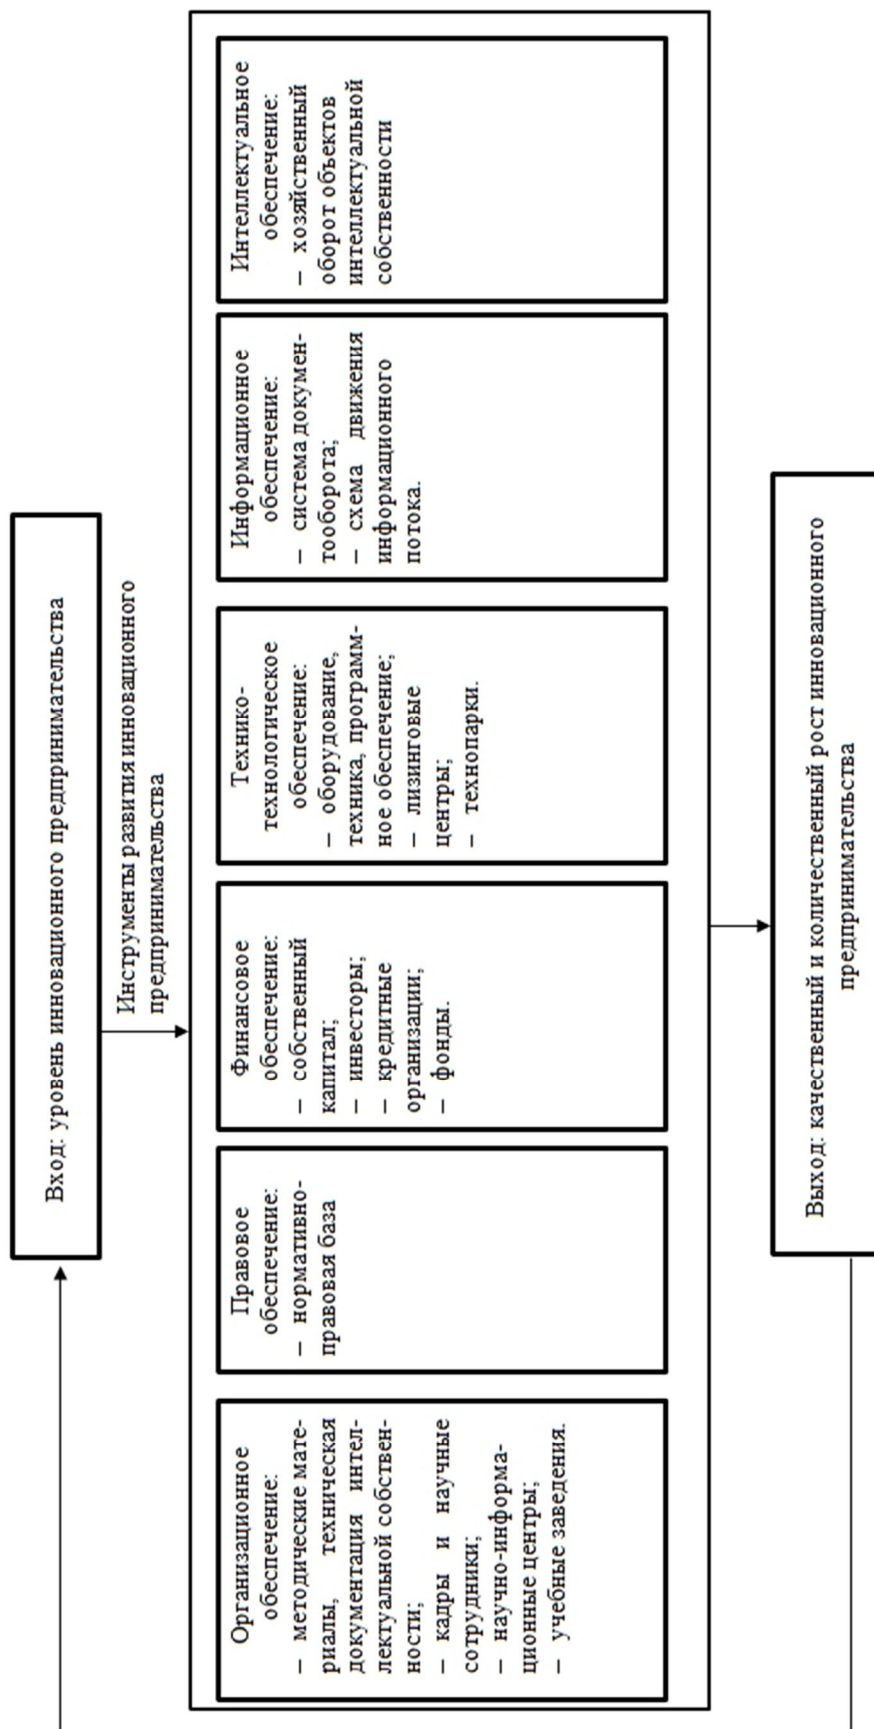 Вход: уровень инновационного предпринимательства
Инструменты развития инновационного
предпринимательства
Организационное
обеспечение:
– методические мате-
риалы, техническая
документация интел-
лектуальной собствен-
ности;
– кадры и научные
сотрудники;
– научно-информа-
ционные центры;
– учебные заведения.
Правовое
обеспечение:
– нормативно-
правовая база
Финансовое
обеспечение:
– собственный
капитал;
– инвесторы;
– кредитные
организации;
– фонды.
Технико-
технологическое
обеспечение:
– оборудование,
техника, программ-
ное обеспечение;
– лизинговые
центры;
– технопарки.
Информационное
обеспечение:
– система докумен-
тооборота;
– схема движения
информационного
потока.
Интеллектуальное
обеспечение:
– хозяйственный
оборот объектов
интеллектуальной
собственности
Выход: качественный и количественный рост инновационного
предпринимательства